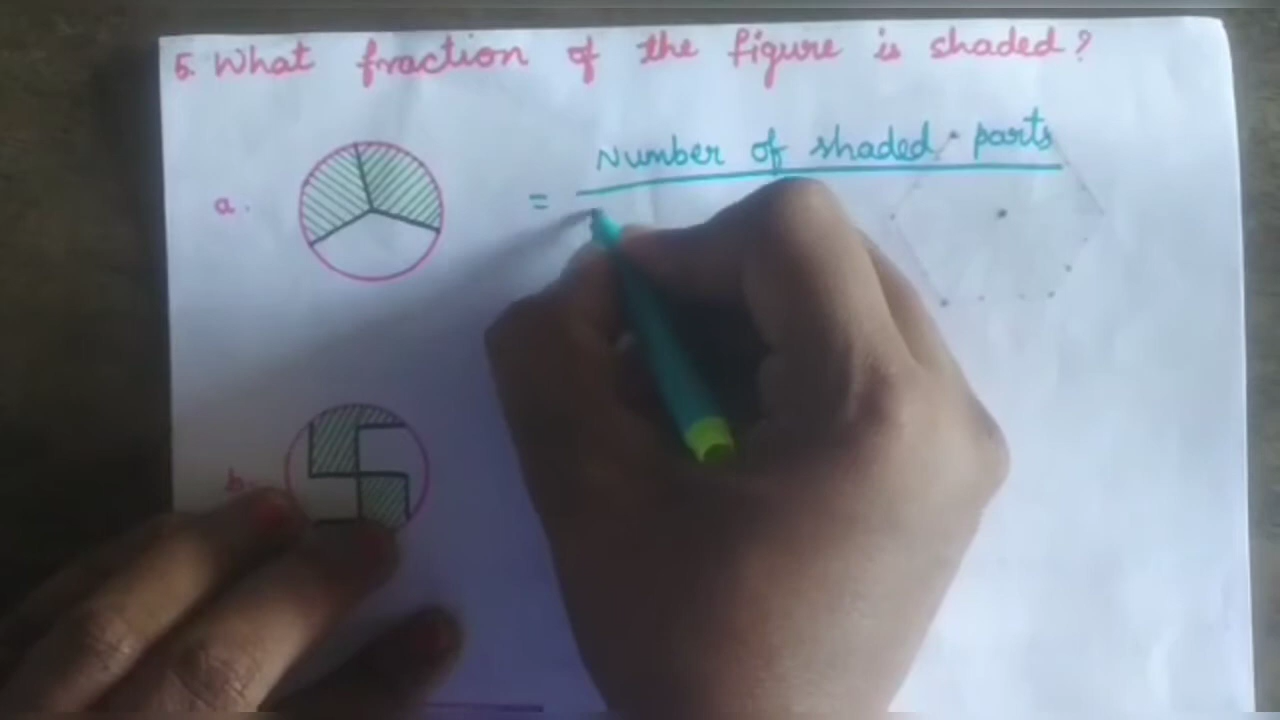 5. What fraction of the figure is shaded?
Number of shaded parts
a. =
b.